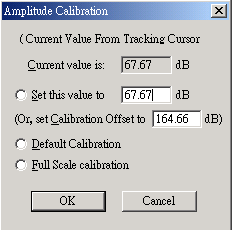 Amplitude Calibration
(Current Value From Tracking Cursor
Current value is: 67.67 dB
Set this value to 67.67 dB
(Or, set Calibration Offset to 164.66 dB)
Default Calibration
Full Scale calibration
OK Cancel